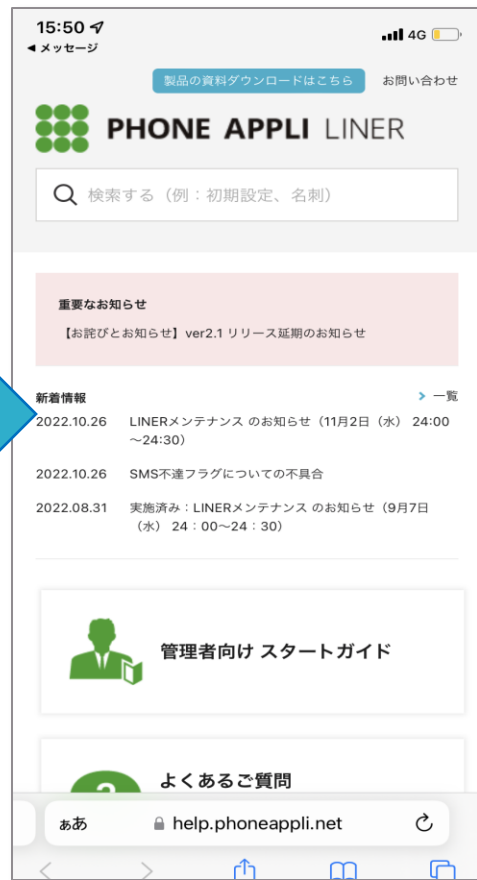 15:50
4G
◀ メッセージ
製品の資料ダウンロードはこちら お問い合わせ
PHONE APPLI LINER
検索する（例：初期設定、名刺）
重要なお知らせ
【お詫びとお知らせ】ver2.1 リリース延期のお知らせ
新着情報 > 一覧
2022.10.26 LINERメンテナンス のお知らせ（11月2日（水） 24:00
～24:30）
2022.10.26 SMS不達フラグについての不具合
2022.08.31 実施済み：LINERメンテナンス のお知らせ（9月7日
（水） 24：00～24：30）
管理者向け スタートガイド
よくあるご質問
ぁあ help.phoneappli.net